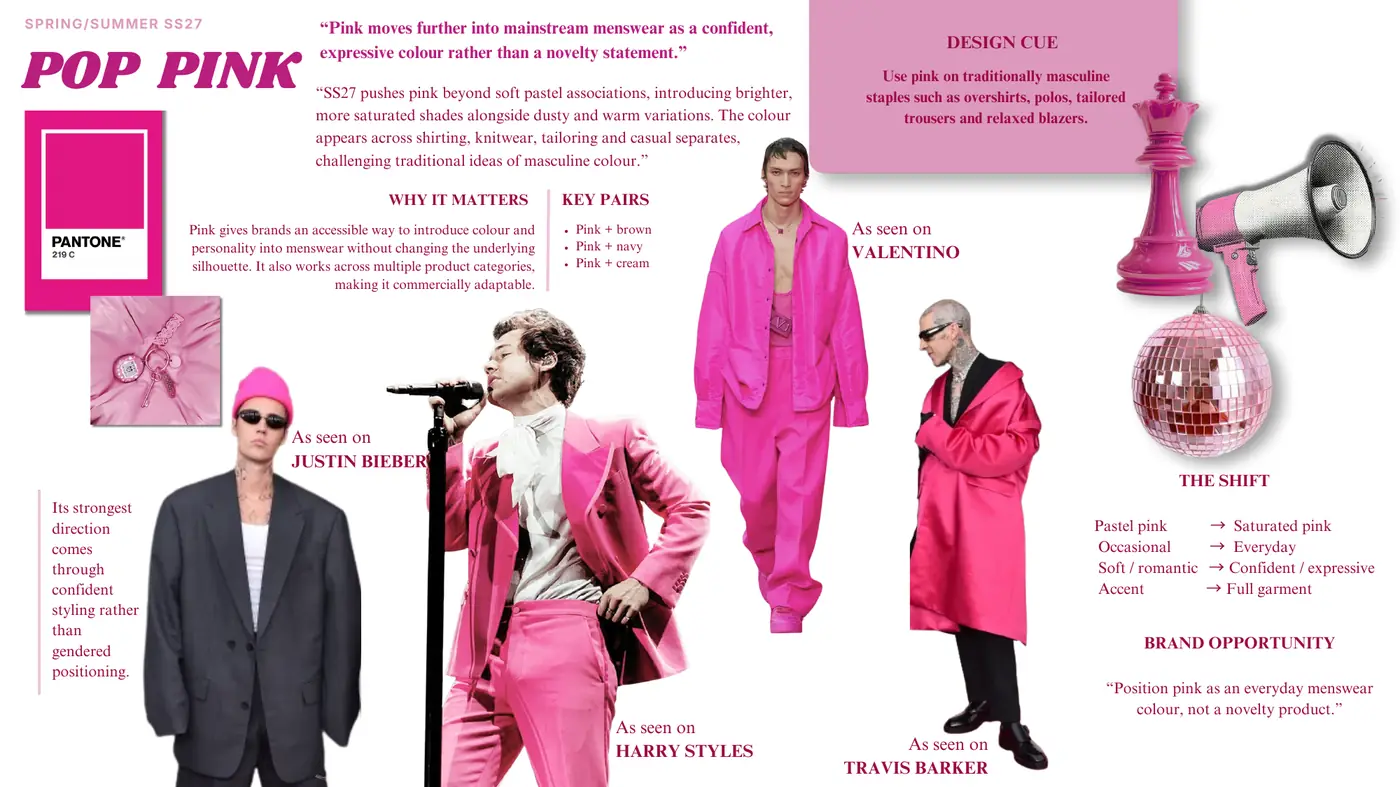 SPRING/SUMMER SS27
POP PINK
“Pink moves further into mainstream menswear as a confident,
expressive colour rather than a novelty statement.”
“SS27 pushes pink beyond soft pastel associations, introducing brighter,
more saturated shades alongside dusty and warm variations. The colour
appears across shirting, knitwear, tailoring and casual separates,
challenging traditional ideas of masculine colour.”
DESIGN CUE
Use pink on traditionally masculine
staples such as overshirts, polos, tailored
trousers and relaxed blazers.
PANTONE®
219 C
WHY IT MATTERS
Pink gives brands an accessible way to introduce colour and
personality into menswear without changing the underlying
silhouette. It also works across multiple product categories,
making it commercially adaptable.
KEY PAIRS
• Pink + brown
• Pink + navy
• Pink + cream
As seen on
VALENTINO
As seen on
JUSTIN BIEBER
Its strongest
direction
comes
through
confident
styling rather
than
gendered
positioning.
As seen on
HARRY STYLES
As seen on
TRAVIS BARKER
THE SHIFT
Pastel pink → Saturated pink
Occasional → Everyday
Soft / romantic → Confident / expressive
Accent → Full garment
BRAND OPPORTUNITY
“Position pink as an everyday menswear
colour, not a novelty product.”